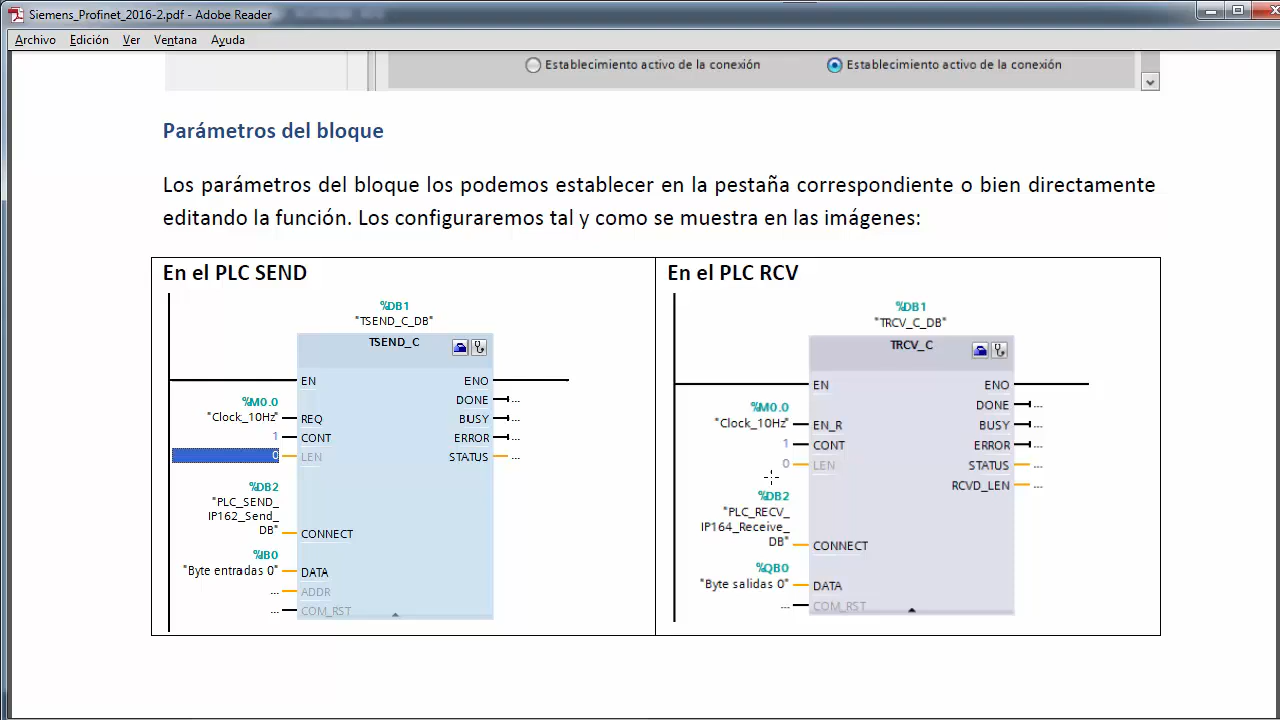 Siemens_Profinet_2016-2.pdf - Adobe Reader
Archivo Edición Ver Ventana Ayuda
Establecimiento activo de la conexión Establecimiento activo de la conexión
Parámetros del bloque
Los parámetros del bloque los podemos establecer en la pestaña correspondiente o bien directamente
editando la función. Los configuraremos tal y como se muestra en las imágenes:
En el PLC SEND
%DB1
"TSEND_C_DB"
TSEND_C
EN ENO
DONE ...
%M0.0
"Clock_10Hz" REQ BUSY ...
1 CONT ERROR ...
0 LEN STATUS ...
%DB2
"PLC_SEND_
IP162_Send_
DB" CONNECT
%IB0
"Byte entradas 0" DATA
... ADDR
... COM_RST
En el PLC RCV
%DB1
"TRCV_C_DB"
TRCV_C
EN ENO
DONE ...
%M0.0
"Clock_10Hz" EN_R BUSY ...
1 CONT ERROR ...
0 LEN STATUS ...
RCVD_LEN ...
%DB2
"PLC_RECV_
IP164_Receive_
DB" CONNECT
%QB0
"Byte salidas 0" DATA
... COM_RST